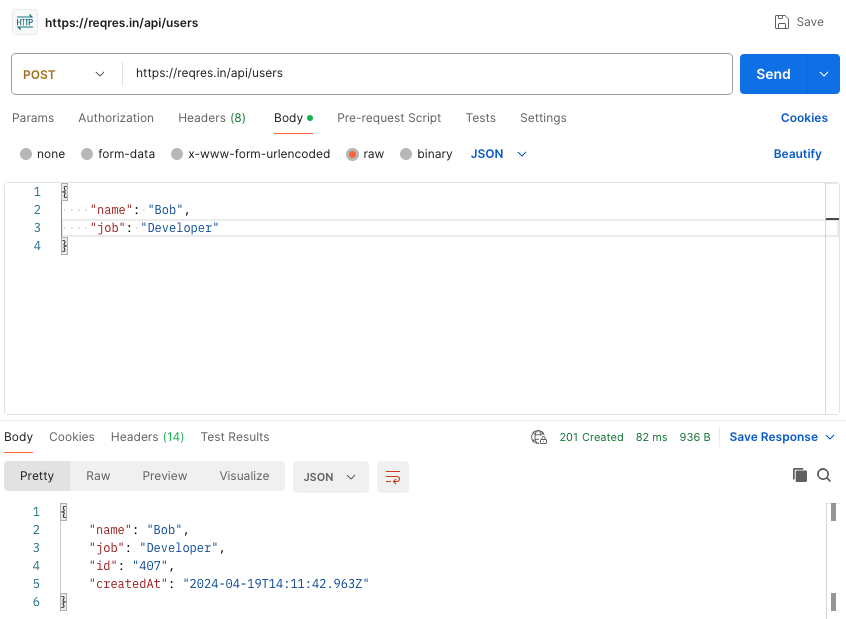 HTTP https://reqres.in/api/users Save
POST https://reqres.in/api/users Send
Params Authorization Headers (8) Body Pre-request Script Tests Settings Cookies
none form-data x-www-form-urlencoded raw binary JSON Beautify
1 {
2 ····"name":·"Bob",
3 ····"job":·"Developer"
4 }
Body Cookies Headers (14) Test Results 201 Created 82 ms 936 B Save Response
Pretty Raw Preview Visualize JSON
1 {
2 "name": "Bob",
3 "job": "Developer",
4 "id": "407",
5 "createdAt": "2024-04-19T14:11:42.963Z"
6 }